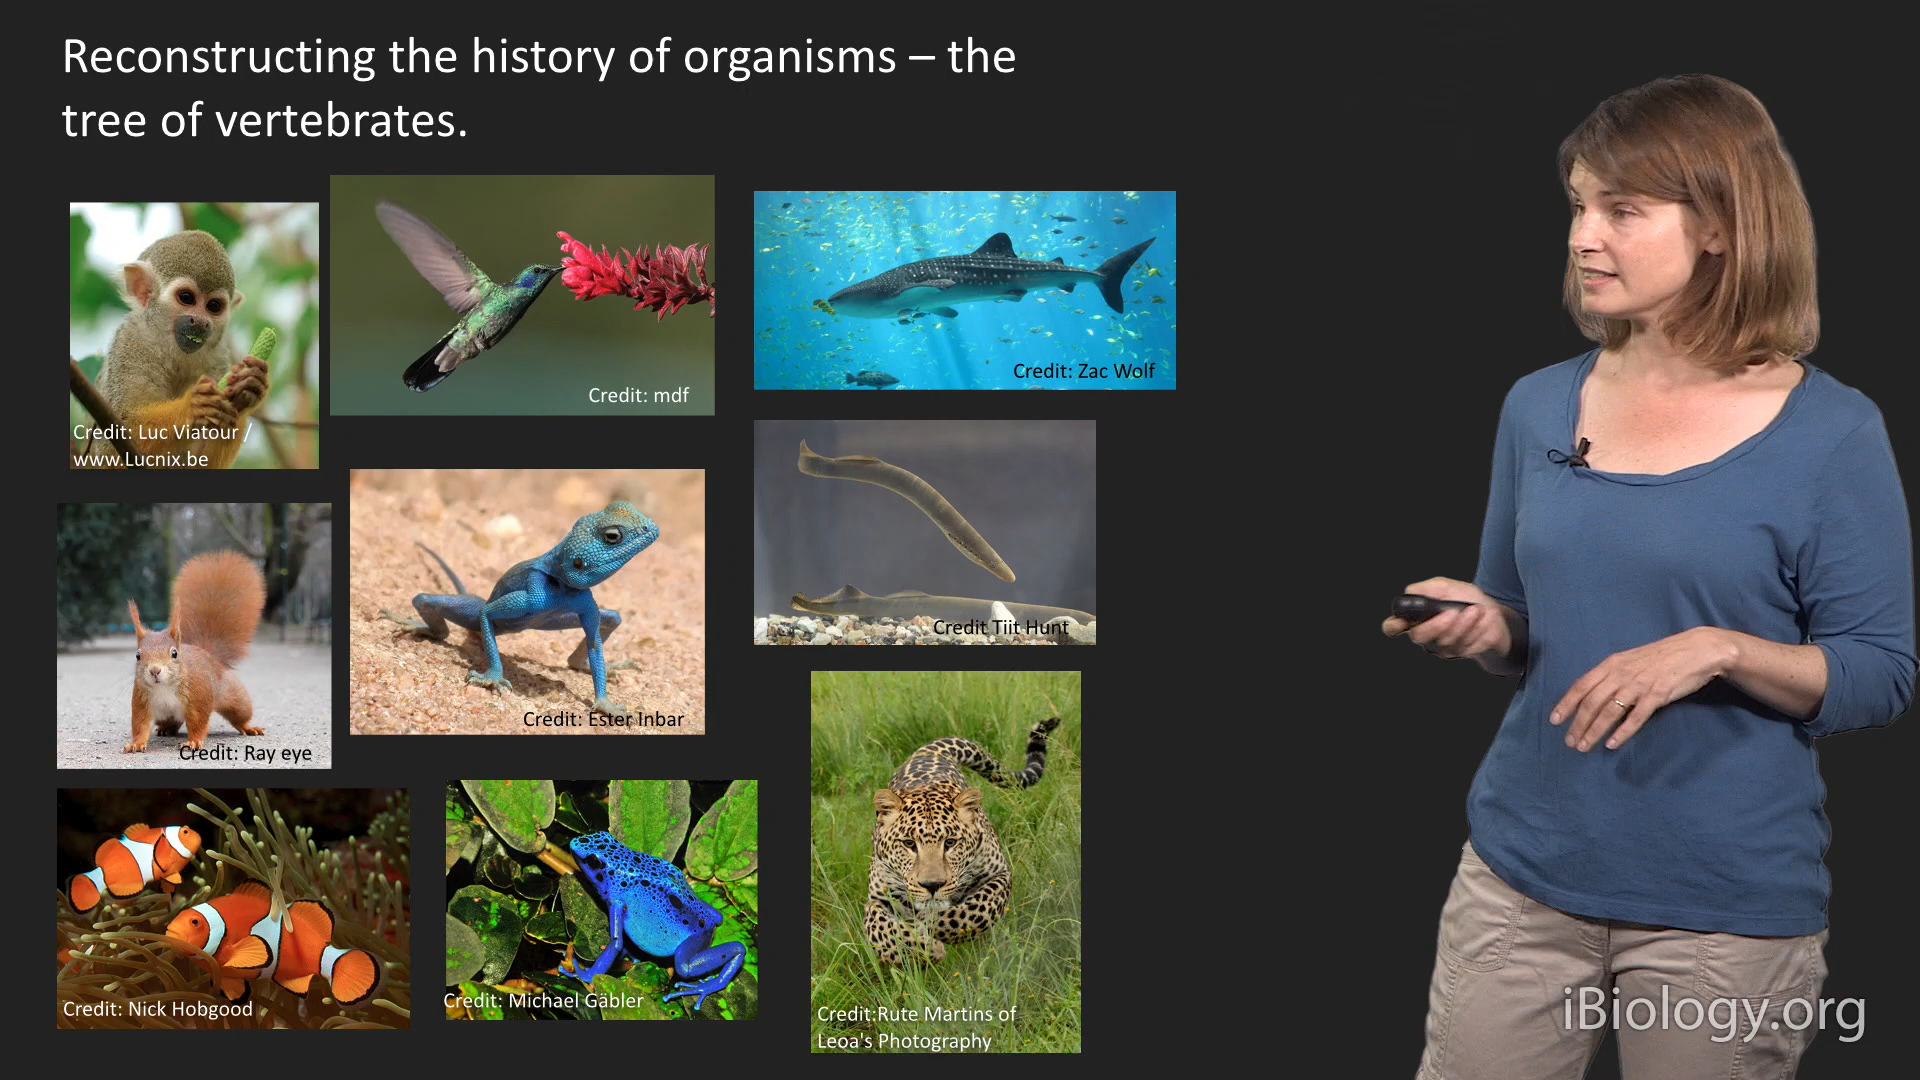 Reconstructing the history of organisms – the
tree of vertebrates.
Credit: Luc Viatour /
www.Lucnix.be
Credit: mdf
Credit: Zac Wolf
Credit Tiit Hunt
Credit: Ray eye
Credit: Ester Inbar
Credit: Nick Hobgood
Credit: Michael Gäbler
Credit:Rute Martins of
Leoa's Photography
iBiology.org